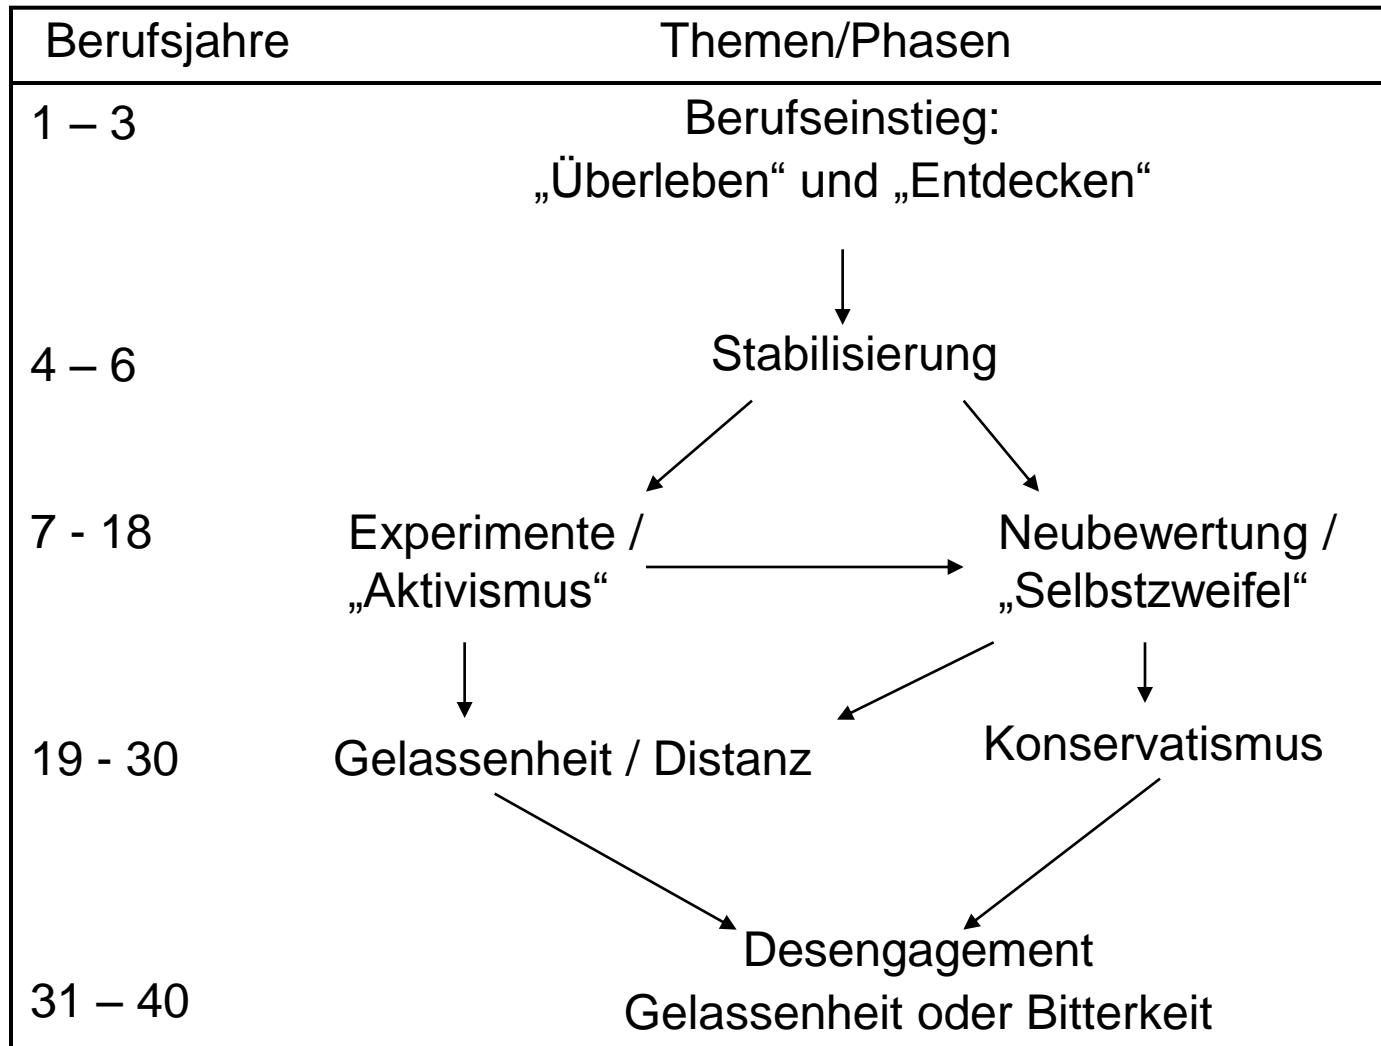 Berufsjahre Themen/Phasen
1 – 3 Berufseinstieg:
„Überleben“ und „Entdecken“
4 – 6 Stabilisierung
7 - 18 Experimente / Neubewertung /
„Aktivismus“ „Selbstzweifel“
19 - 30 Gelassenheit / Distanz Konservatismus
Desengagement
31 – 40 Gelassenheit oder Bitterkeit